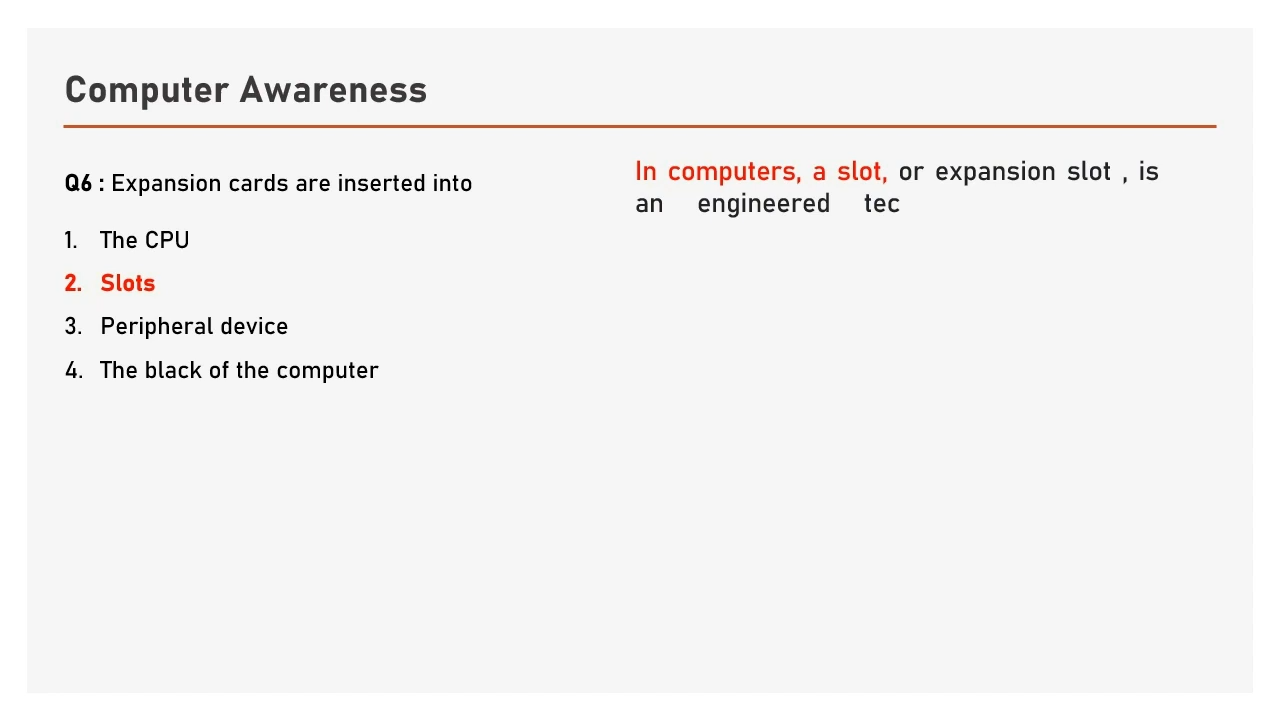 Computer Awareness
Q6 : Expansion cards are inserted into
1. The CPU
2. Slots
3. Peripheral device
4. The black of the computer
In computers, a slot, or expansion slot , is
an engineered tec